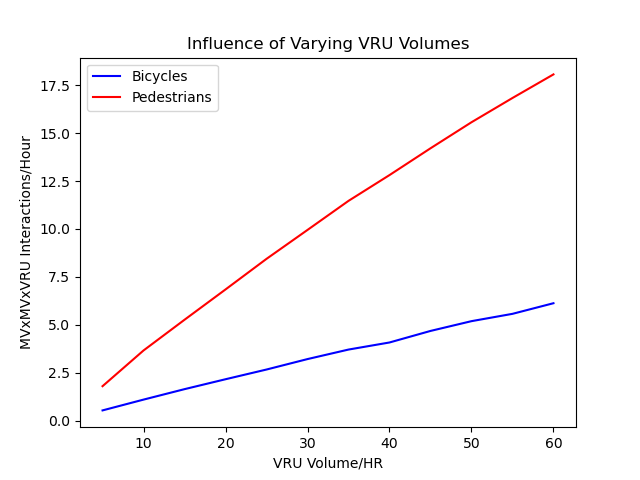 Influence of Varying VRU Volumes
Bicycles
Pedestrians
MVxMVxVRU Interactions/Hour
17.5
15.0
12.5
10.0
7.5
5.0
2.5
0.0
10
20
30
40
50
60
VRU Volume/HR